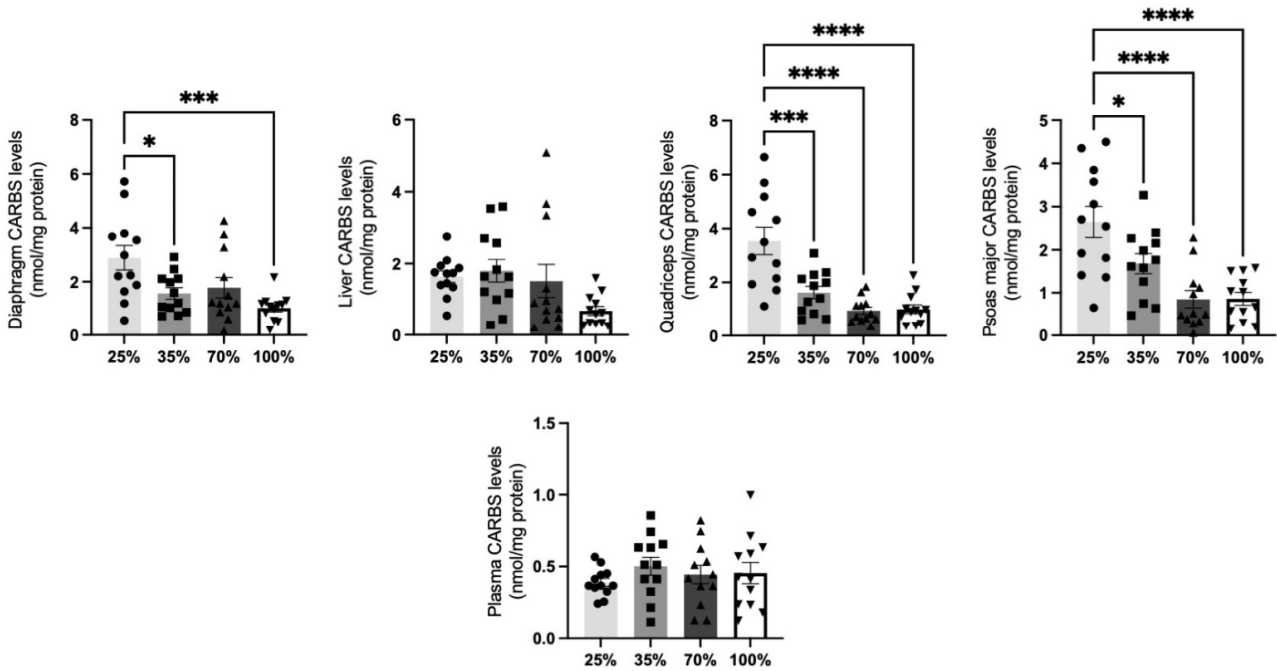 Diaphragm CARBS levels
(nmol/mg protein)
8
6
4
2
0
***
*
25% 35% 70% 100%
Liver CARBS levels
(nmol/mg protein)
6
4
2
0
25% 35% 70% 100%
Quadriceps CARBS levels
(nmol/mg protein)
8
6
4
2
0
****
****
***
25% 35% 70% 100%
Psoas major CARBS levels
(nmol/mg protein)
5
4
3
2
1
0
****
****
*
25% 35% 70% 100%
Plasma CARBS levels
(nmol/mg protein)
1.5
1.0
0.5
0.0
25% 35% 70% 100%